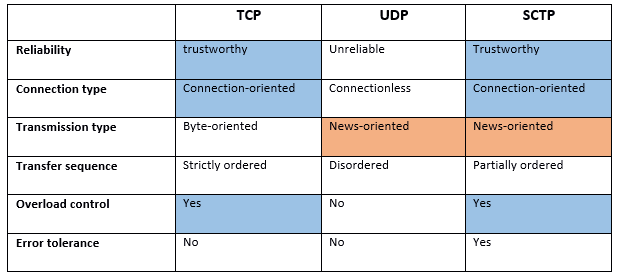 TCP UDP SCTP
Reliability trustworthy Unreliable Trustworthy
Connection type Connection-oriented Connectionless Connection-oriented
Transmission type Byte-oriented News-oriented News-oriented
Transfer sequence Strictly ordered Disordered Partially ordered
Overload control Yes No Yes
Error tolerance No No Yes